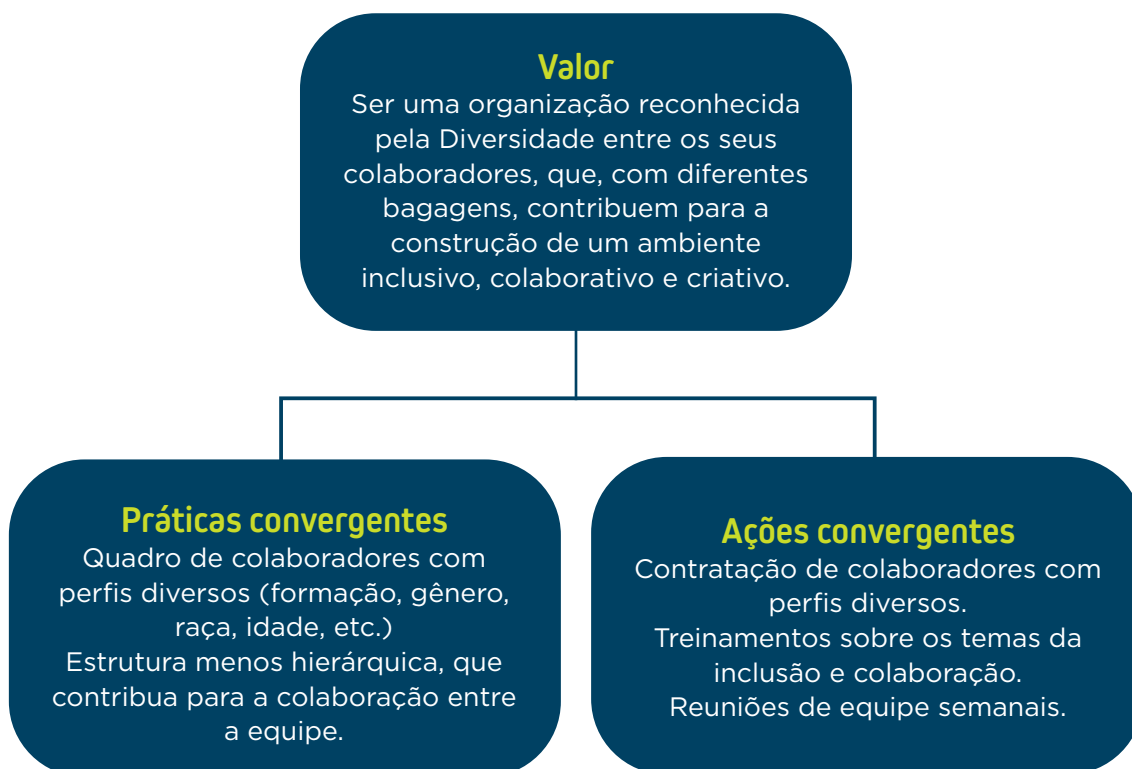 Valor
Ser uma organização reconhecida
pela Diversidade entre os seus
colaboradores, que, com diferentes
bagagens, contribuem para a
construção de um ambiente
inclusivo, colaborativo e criativo.
Práticas convergentes
Quadro de colaboradores com
perfis diversos (formação, gênero,
raça, idade, etc.)
Estrutura menos hierárquica, que
contribua para a colaboração entre
a equipe.
Ações convergentes
Contratação de colaboradores com
perfis diversos.
Treinamentos sobre os temas da
inclusão e colaboração.
Reuniões de equipe semanais.